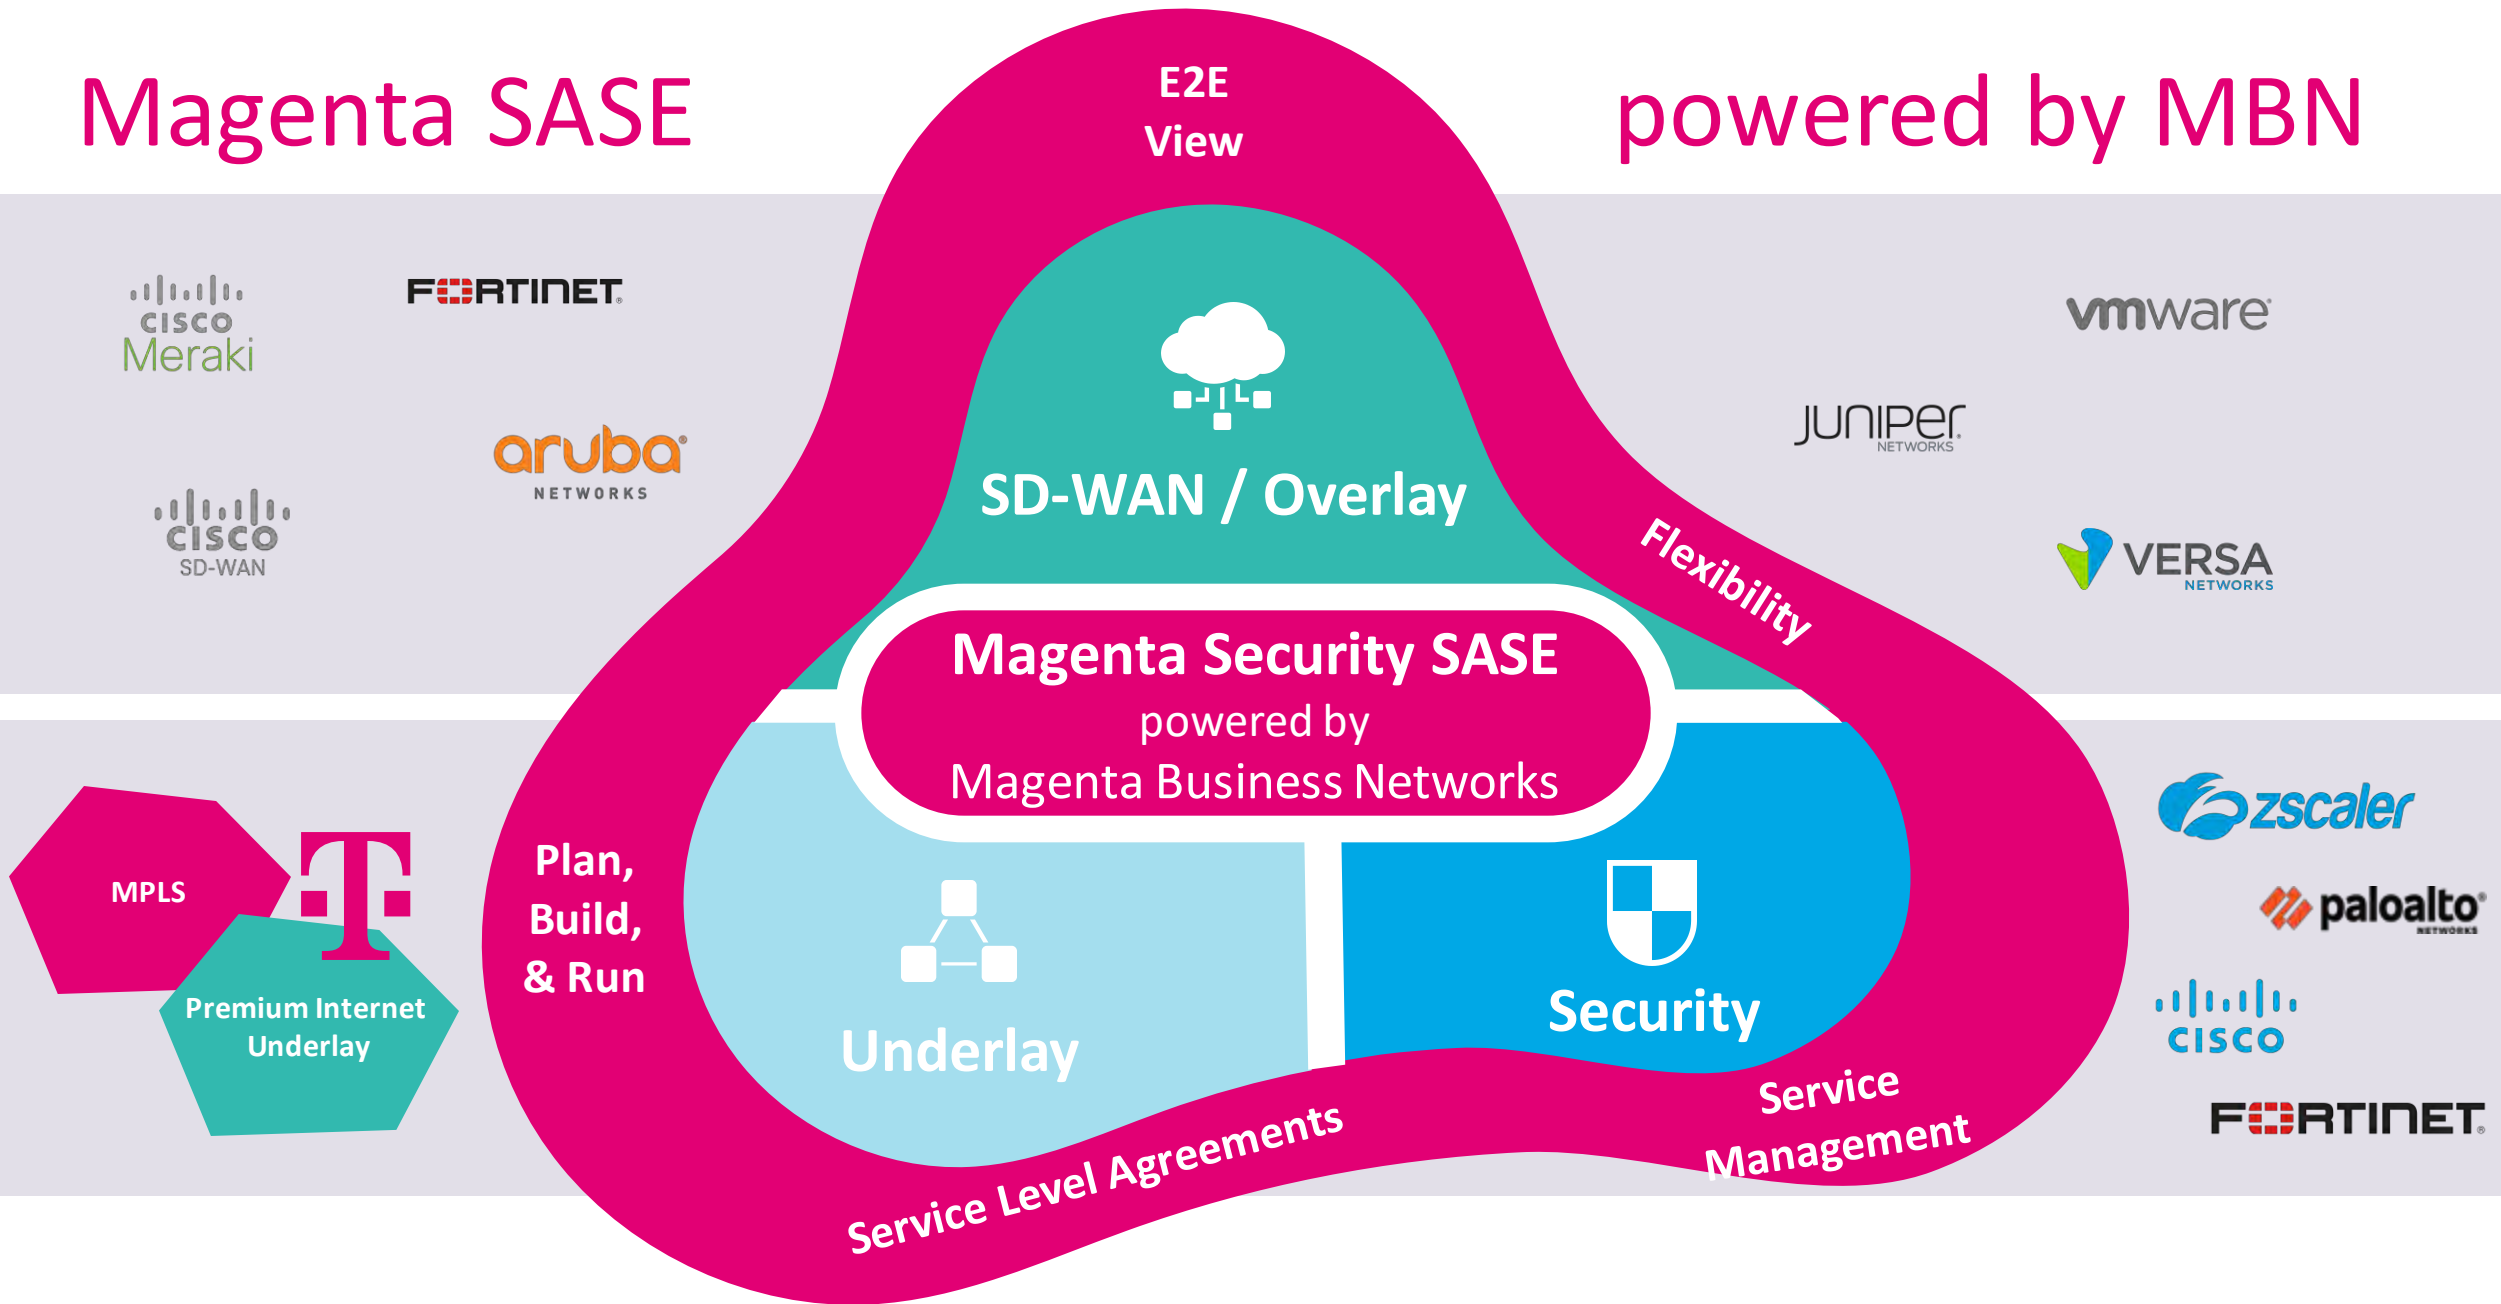 Magenta SASE
powered by MBN
E2E
View
cisco
Meraki
FORTINET®
aruba®
NETWORKS
cisco
SD-WAN
vmware®
JUNIPER
NETWORKS
VERSA
NETWORKS
SD-WAN / Overlay
Flexibility
Magenta Security SASE
powered by
Magenta Business Networks
MPLS
T
Premium Internet
Underlay
Plan,
Build,
& Run
Underlay
Security
Service Level Agreements
Service
Management
zscaler
paloalto®
NETWORKS
cisco
FORTINET®